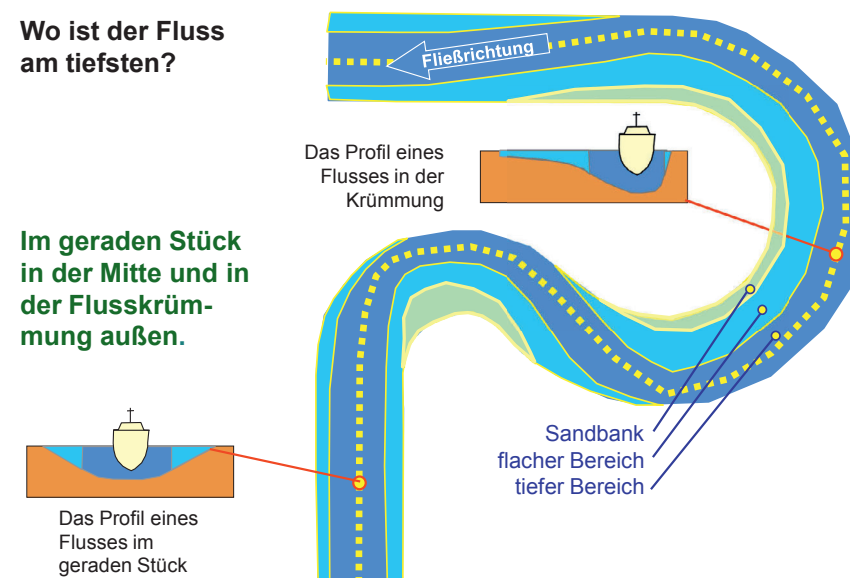 Wo ist der Fluss
am tiefsten?
Fließrichtung
Das Profil eines
Flusses in der
Krümmung
Im geraden Stück
in der Mitte und in
der Flusskrüm-
mung außen.
Sandbank
flacher Bereich
tiefer Bereich
Das Profil eines
Flusses im
geraden Stück